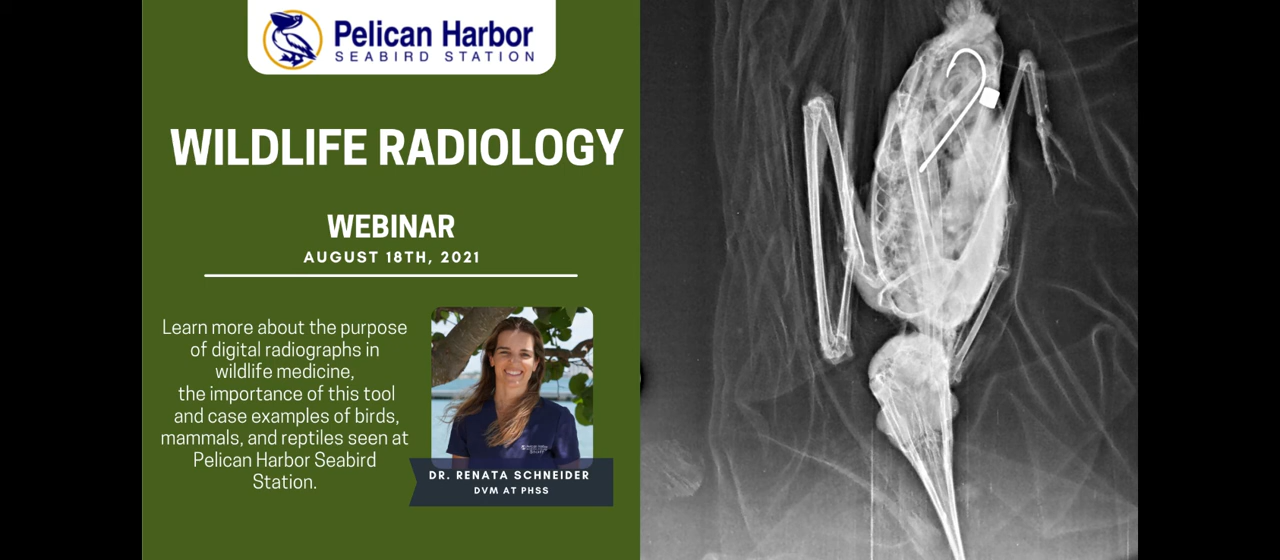 Pelican Harbor
SEABIRD STATION
WILDLIFE RADIOLOGY
WEBINAR
AUGUST 18TH, 2021
Learn more about the purpose
of digital radiographs in
wildlife medicine,
the importance of this tool
and case examples of birds,
mammals, and reptiles seen at
Pelican Harbor Seabird
Station.
DR. RENATA SCHNEIDER
DVM AT PHSS